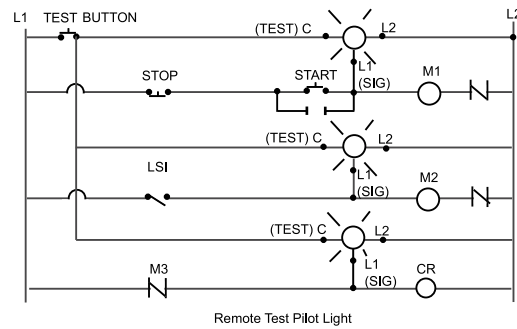 L1 TEST BUTTON (TEST) C L2 L2
L1
STOP START (SIG) M1
(TEST) C L2
LSI L1
(SIG) M2
(TEST) C L2
M3 L1 CR
(SIG)
Remote Test Pilot Light